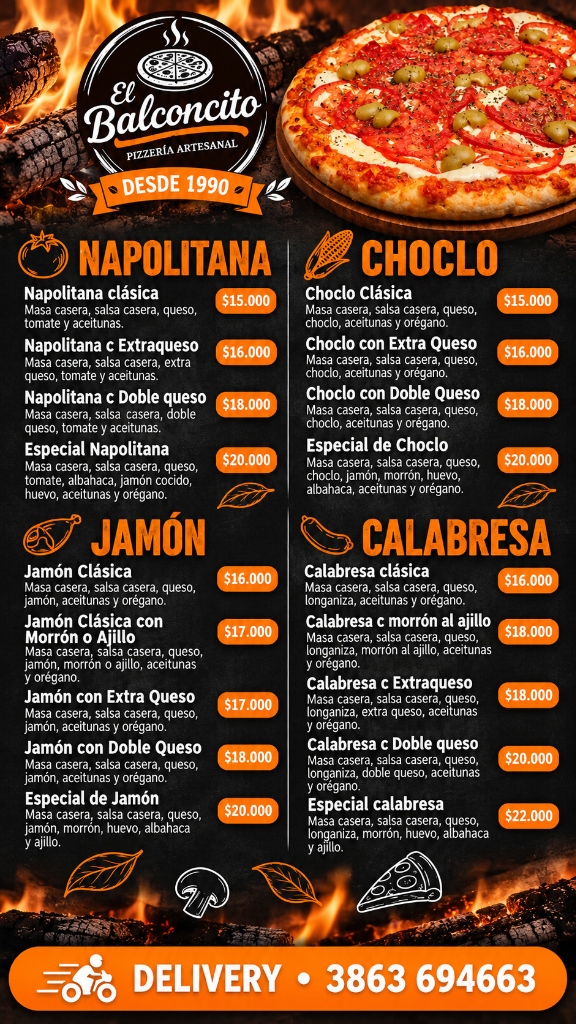 El
Balconcito
PIZZERÍA ARTESANAL
DESDE 1990
NAPOLITANA
Napolitana clásica
$15.000
Masa casera, salsa casera, queso,
tomate y aceitunas.
Napolitana c Extraqueso
$16.000
Masa casera, salsa casera, extra
queso, tomate y aceitunas.
Napolitana c Doble queso
$18.000
Masa casera, salsa casera, doble
queso, tomate y aceitunas.
Especial Napolitana
$20.000
Masa casera, salsa casera, queso,
tomate, albahaca, jamón cocido,
huevo, aceitunas y orégano.
CHOCLO
Choclo Clásica
$15.000
Masa casera, salsa casera, queso,
choclo, aceitunas y orégano.
Choclo con Extra Queso
$16.000
Masa casera, salsa casera, queso,
choclo, aceitunas y orégano.
Choclo con Doble Queso
$18.000
Masa casera, salsa casera, queso,
choclo, aceitunas y orégano.
Especial de Choclo
$20.000
Masa casera, salsa casera, queso,
choclo, jamón, morrón, huevo,
albahaca, aceitunas y orégano.
JAMÓN
Jamón Clásica
$16.000
Masa casera, salsa casera, queso,
jamón, aceitunas y orégano.
Jamón Clásica con
Morrón o Ajillo
$17.000
Masa casera, salsa casera, queso,
jamón, morrón o ajillo, aceitunas
y orégano.
Jamón con Extra Queso
$17.000
Masa casera, salsa casera, queso,
jamón, aceitunas y orégano.
Jamón con Doble Queso
$18.000
Masa casera, salsa casera, queso,
jamón, aceitunas y orégano.
Especial de Jamón
$20.000
Masa casera, salsa casera, queso,
jamón, morrón, huevo, albahaca
y ajillo.
CALABRESA
Calabresa clásica
$16.000
Masa casera, salsa casera, queso,
longaniza, aceitunas y orégano.
Calabresa c morrón al ajillo
$18.000
Masa casera, salsa casera, queso,
longaniza, morrón al ajillo, aceitunas
y orégano.
Calabresa c Extraqueso
$18.000
Masa casera, salsa casera, queso,
longaniza, extra queso, aceitunas
y orégano.
Calabresa c Doble queso
$20.000
Masa casera, salsa casera, queso,
longaniza, doble queso, aceitunas
y orégano.
Especial calabresa
$22.000
Masa casera, salsa casera, queso,
longaniza, morrón, huevo, albahaca
y ajillo.
DELIVERY • 3863 694663